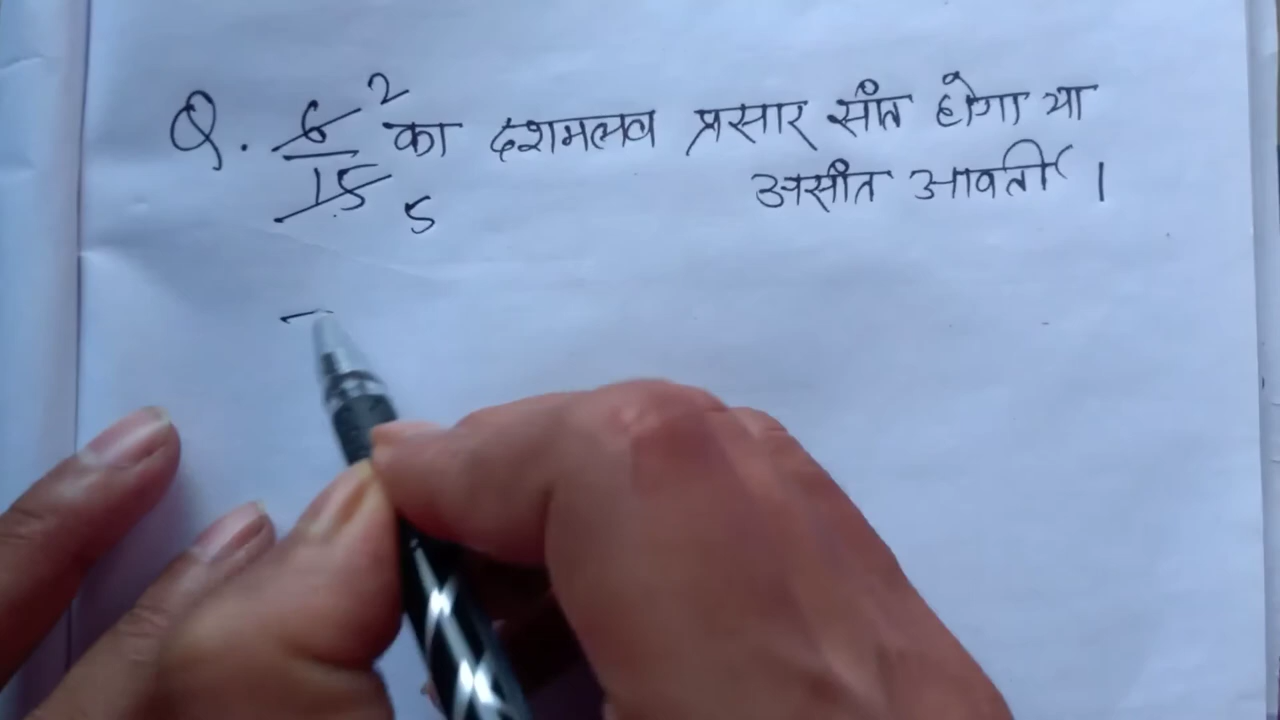 Q. 6/15 2 5 का दशमलव प्रसार सांत होगा या
असांत आवर्ती ।